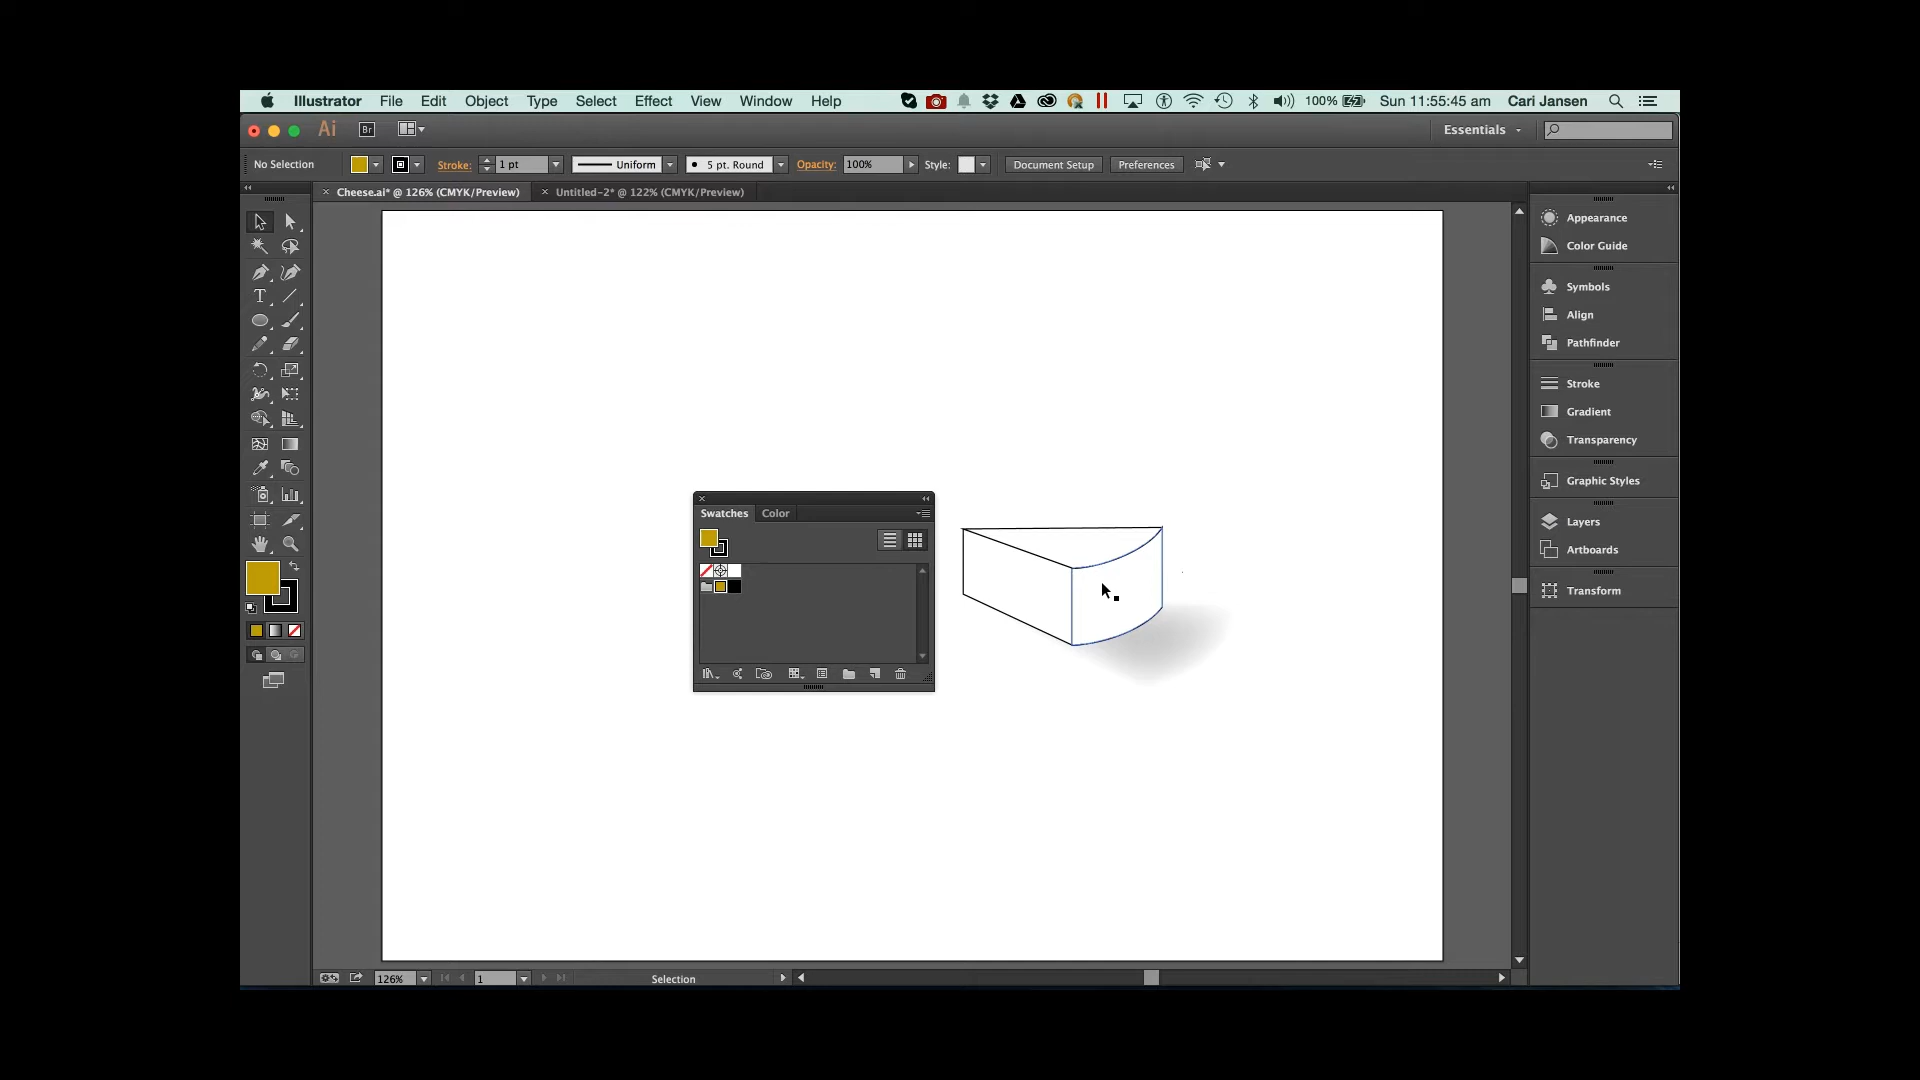 Illustrator File Edit Object Type Select Effect View Window Help 100% Sun 11:55:45 am Cari Jansen
Ai Br Essentials
No Selection Stroke: 1 pt Uniform 5 pt. Round Opacity: 100% Style: Document Setup Preferences
Cheese.ai* @ 126% (CMYK/Preview) Untitled-2* @ 122% (CMYK/Preview)
Appearance
Color Guide
Symbols
Align
Pathfinder
Stroke
Gradient
Transparency
Graphic Styles
Layers
Artboards
Transform
Swatches Color
126% 1 Selection